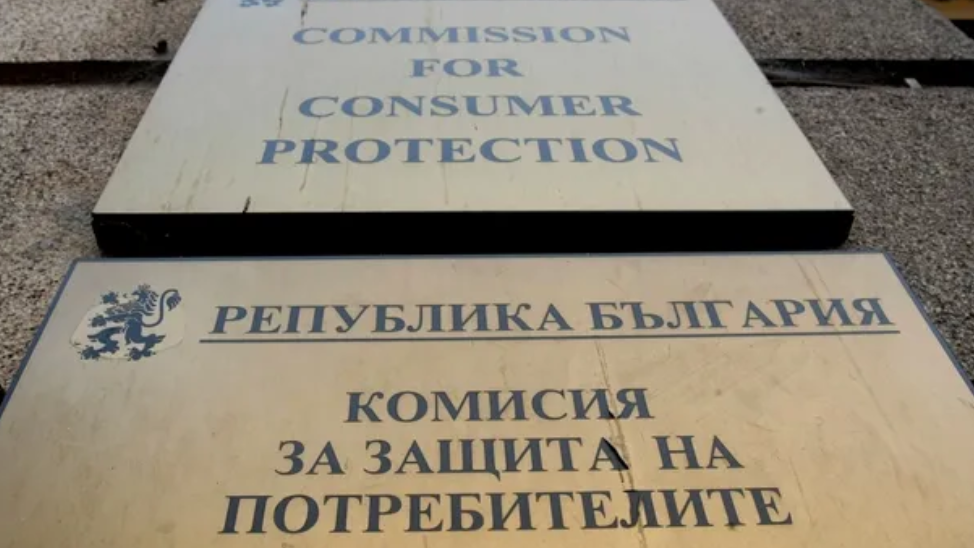 COMMISSION
FOR
CONSUMER
PROTECTION
РЕПУБЛИКА БЪЛГАРИЯ
КОМИСИЯ
ЗА ЗАЩИТА НА
ПОТРЕБИТЕЛИТЕ